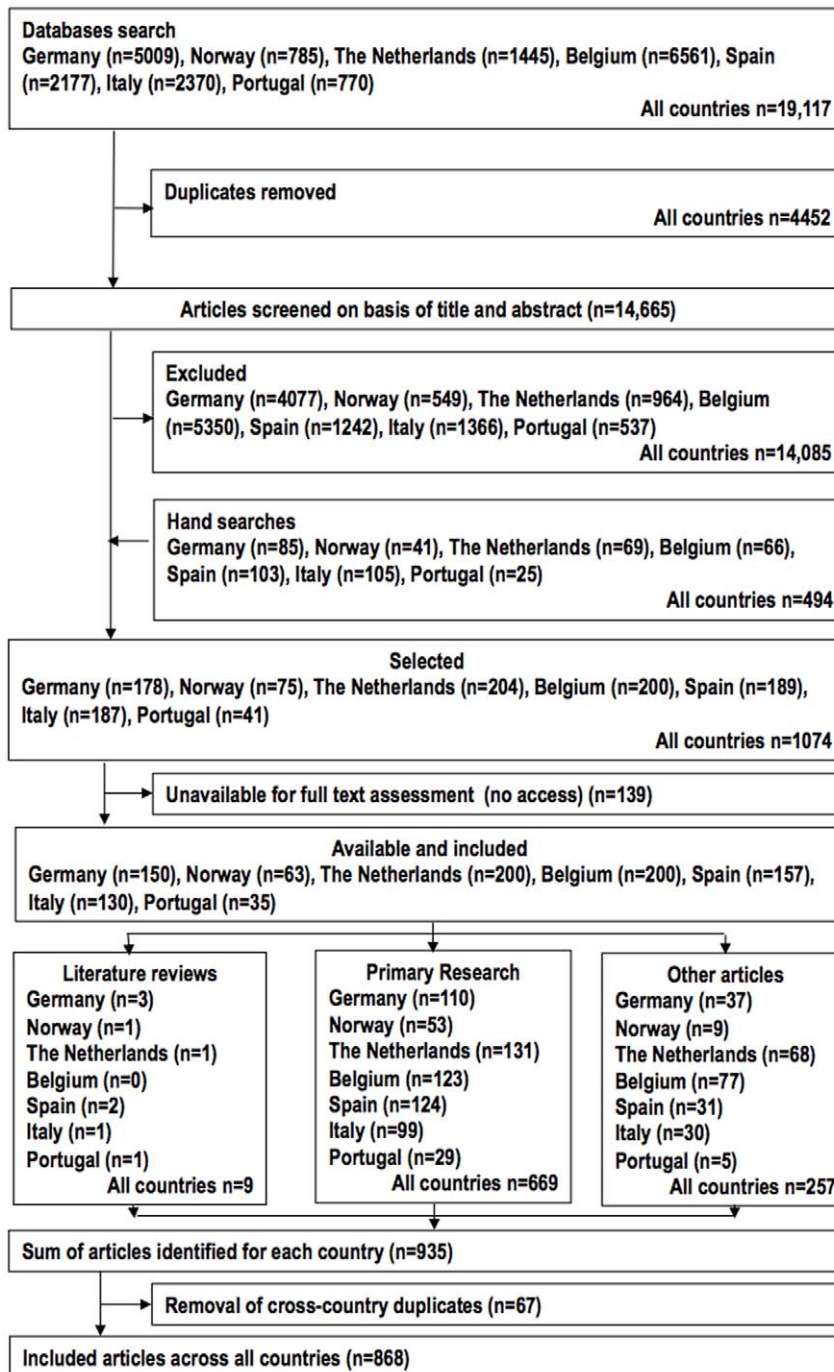 Databases search
Germany (n=5009), Norway (n=785), The Netherlands (n=1445), Belgium (n=6561), Spain
(n=2177), Italy (n=2370), Portugal (n=770)
All countries n=19,117
Duplicates removed
All countries n=4452
Articles screened on basis of title and abstract (n=14,665)
Excluded
Germany (n=4077), Norway (n=549), The Netherlands (n=964), Belgium
(n=5350), Spain (n=1242), Italy (n=1366), Portugal (n=537)
All countries n=14,085
Hand searches
Germany (n=85), Norway (n=41), The Netherlands (n=69), Belgium (n=66),
Spain (n=103), Italy (n=105), Portugal (n=25)
All countries n=494
Selected
Germany (n=178), Norway (n=75), The Netherlands (n=204), Belgium (n=200), Spain (n=189),
Italy (n=187), Portugal (n=41)
All countries n=1074
Unavailable for full text assessment (no access) (n=139)
Available and included
Germany (n=150), Norway (n=63), The Netherlands (n=200), Belgium (n=200), Spain (n=157),
Italy (n=130), Portugal (n=35)
Literature reviews
Germany (n=3)
Norway (n=1)
The Netherlands (n=1)
Belgium (n=0)
Spain (n=2)
Italy (n=1)
Portugal (n=1)
All countries n=9
Primary Research
Germany (n=110)
Norway (n=53)
The Netherlands (n=131)
Belgium (n=123)
Spain (n=124)
Italy (n=99)
Portugal (n=29)
All countries n=669
Other articles
Germany (n=37)
Norway (n=9)
The Netherlands (n=68)
Belgium (n=77)
Spain (n=31)
Italy (n=30)
Portugal (n=5)
All countries n=257
Sum of articles identified for each country (n=935)
Removal of cross-country duplicates (n=67)
Included articles across all countries (n=868)